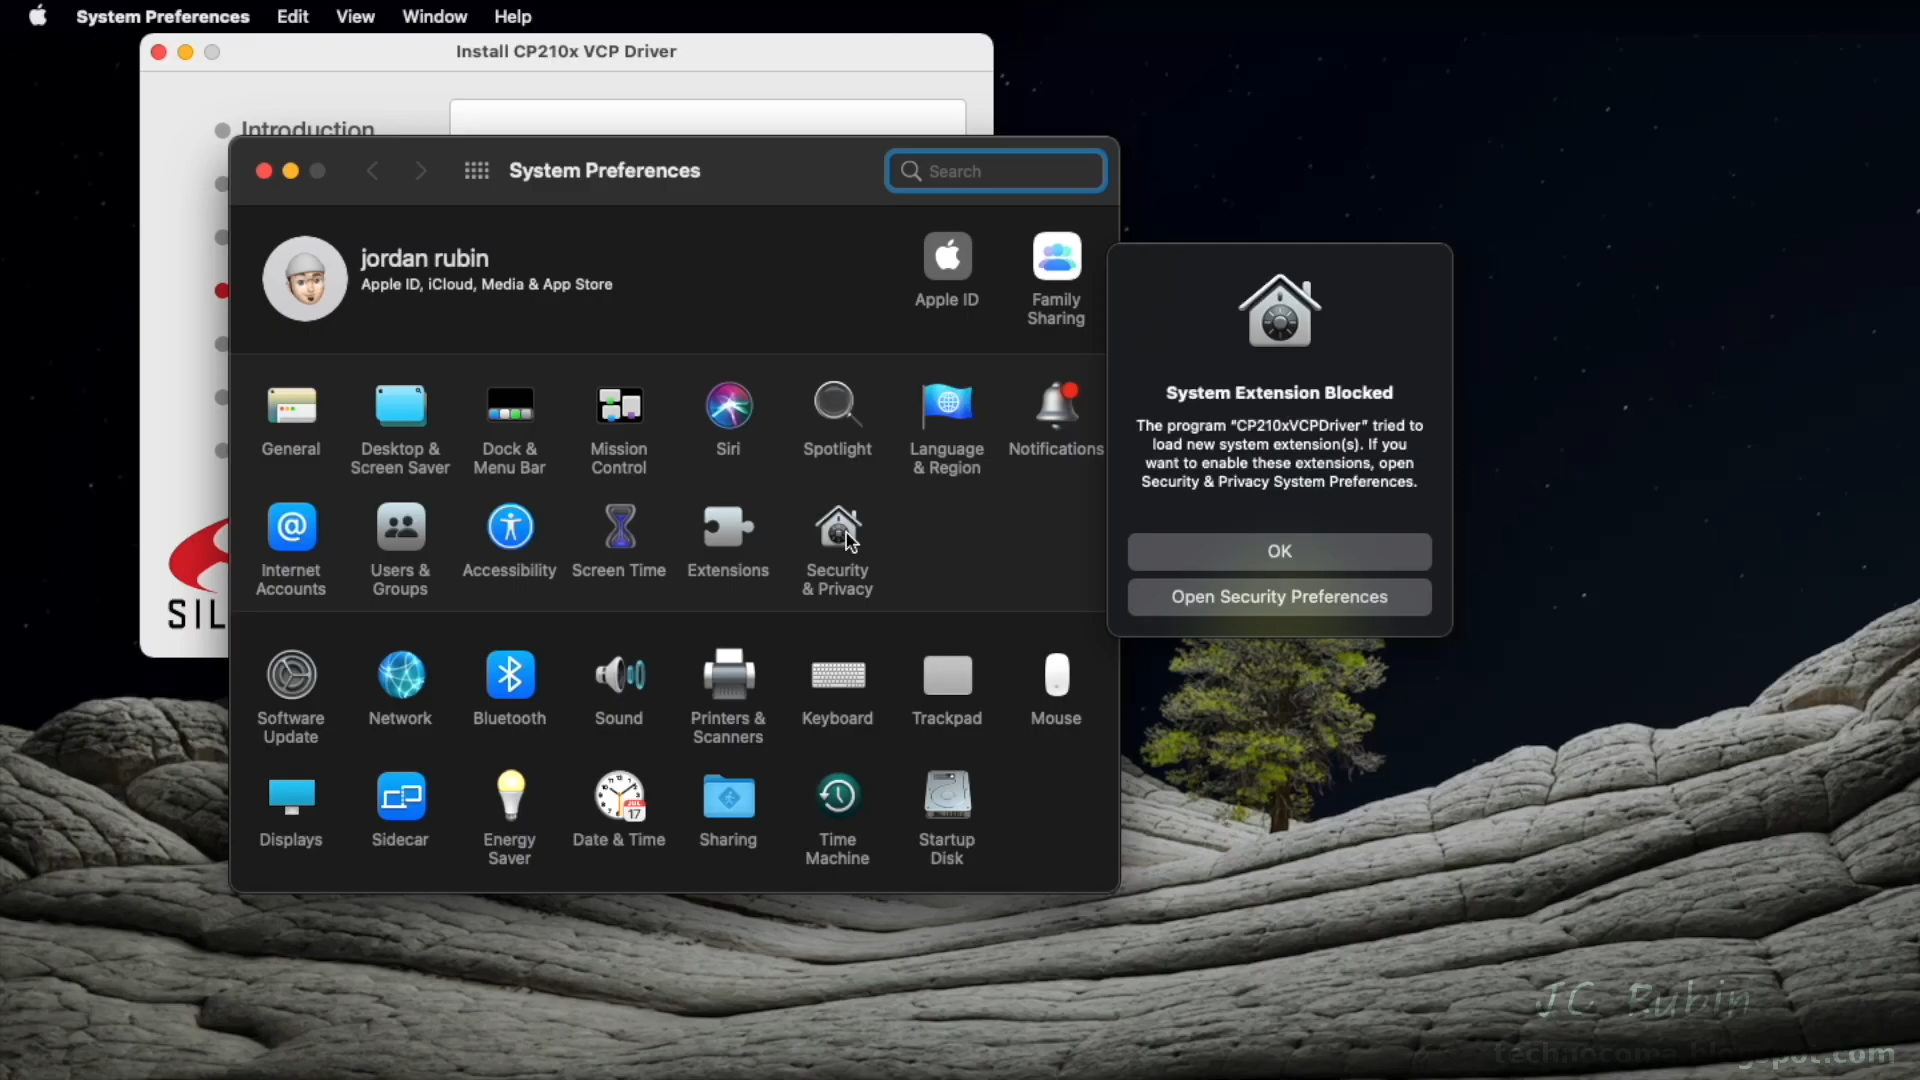 System Preferences Edit View Window Help
Install CP210x VCP Driver
Introduction
System Preferences
Search
jordan rubin
Apple ID, iCloud, Media & App Store
Apple ID
Family
Sharing
General
Desktop &
Screen Saver
Dock &
Menu Bar
Mission
Control
Siri
Spotlight
Language
& Region
Notifications
Internet
Accounts
Users &
Groups
Accessibility
Screen Time
Extensions
Security
& Privacy
Software
Update
Network
Bluetooth
Sound
Printers &
Scanners
Keyboard
Trackpad
Mouse
Displays
Sidecar
Energy
Saver
JUL
17
Date & Time
Sharing
Time
Machine
Startup
Disk
SIL
System Extension Blocked
The program "CP210xVCPDriver" tried to
load new system extension(s). If you
want to enable these extensions, open
Security & Privacy System Preferences.
OK
Open Security Preferences
JC Rubin